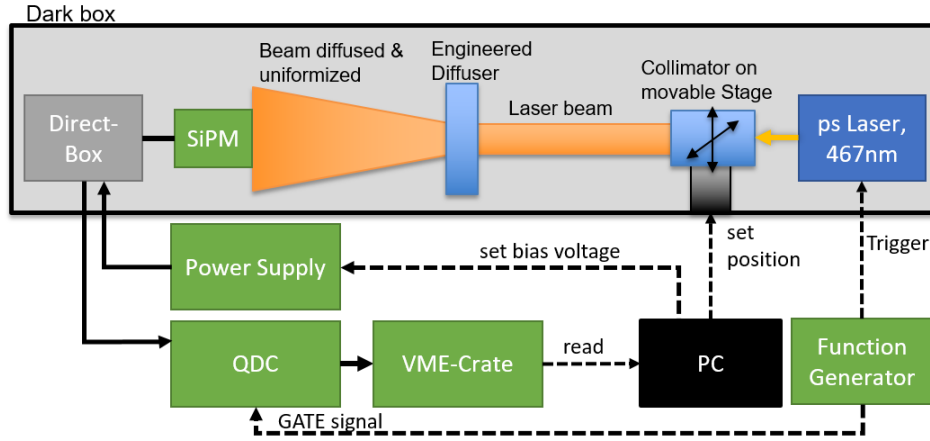 Dark box
Beam diffused &
uniformized
Engineered
Diffuser
Collimator on
movable Stage
Laser beam
Direct-
Box
SiPM
ps Laser,
467nm
set
position
Trigger
Power Supply
set bias voltage
QDC
VME-Crate
read
PC
Function
Generator
GATE signal